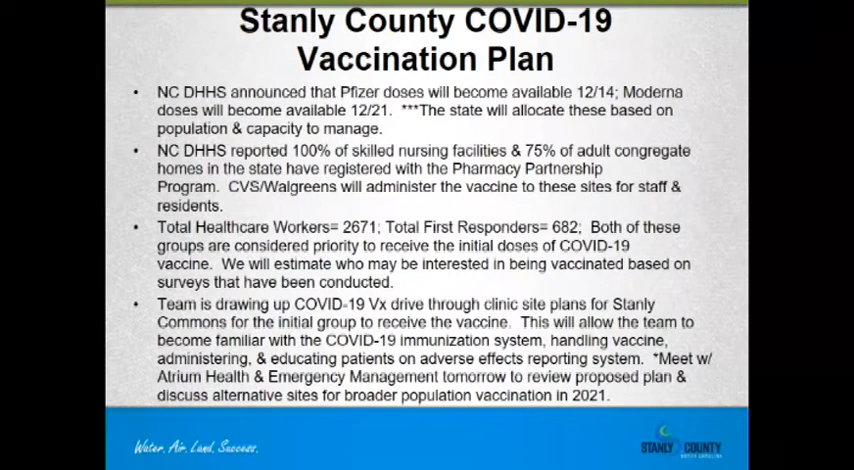 Stanly County COVID-19
Vaccination Plan
• NC DHHS announced that Pfizer doses will become available 12/14; Moderna
doses will become available 12/21. ***The state will allocate these based on
population & capacity to manage.
• NC DHHS reported 100% of skilled nursing facilities & 75% of adult congregate
homes in the state have registered with the Pharmacy Partnership
Program. CVS/Walgreens will administer the vaccine to these sites for staff &
residents.
• Total Healthcare Workers= 2671; Total First Responders= 682; Both of these
groups are considered priority to receive the initial doses of COVID-19
vaccine. We will estimate who may be interested in being vaccinated based on
surveys that have been conducted.
• Team is drawing up COVID-19 Vx drive through clinic site plans for Stanly
Commons for the initial group to receive the vaccine. This will allow the team to
become familiar with the COVID-19 immunization system, handling vaccine,
administering, & educating patients on adverse effects reporting system. *Meet w/
Atrium Health & Emergency Management tomorrow to review proposed plan &
discuss alternative sites for broader population vaccination in 2021.
Water. Air. Land. Success.
STANLY COUNTY
NORTH CAROLINA